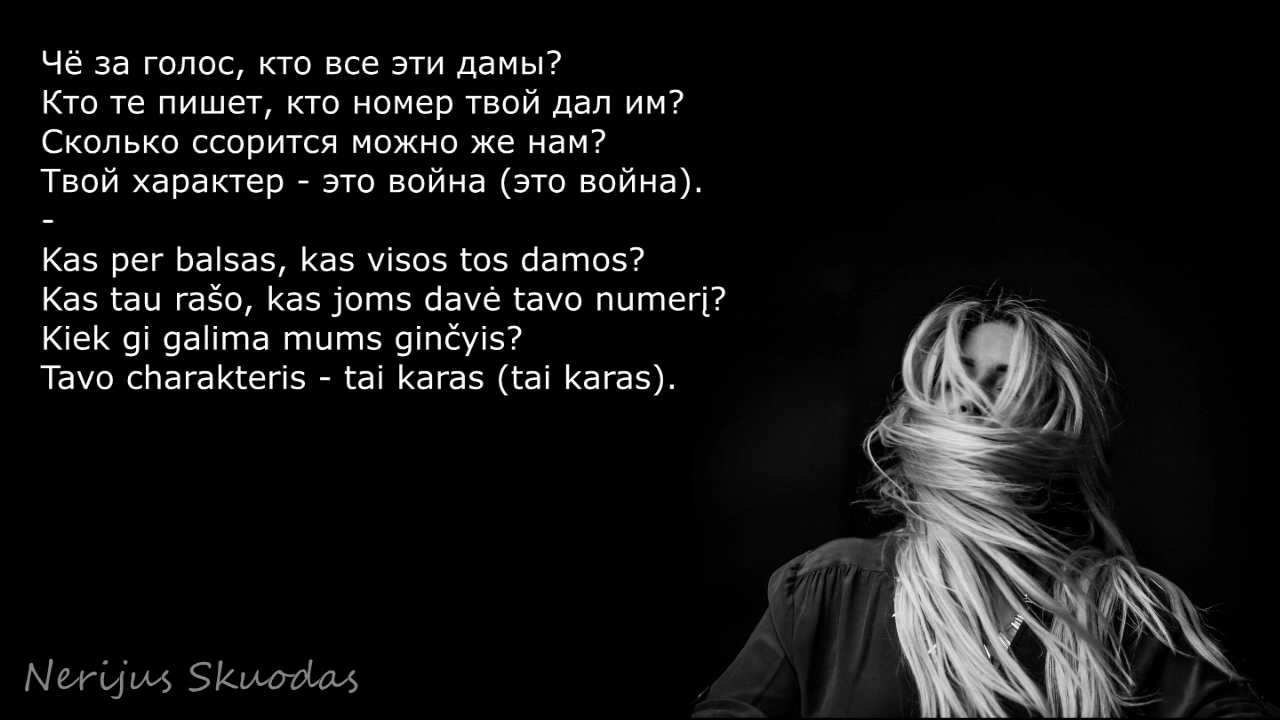 Чё за голос, кто все эти дамы?
Кто те пишет, кто номер твой дал им?
Сколько ссорится можно же нам?
Твой характер - это война (это война).
-
Kas per balsas, kas visos tos damos?
Kas tau rašo, kas joms davė tavo numerį?
Kiek gi galima mums ginčyis?
Tavo charakteris - tai karas (tai karas).
Nerijus Skuodas